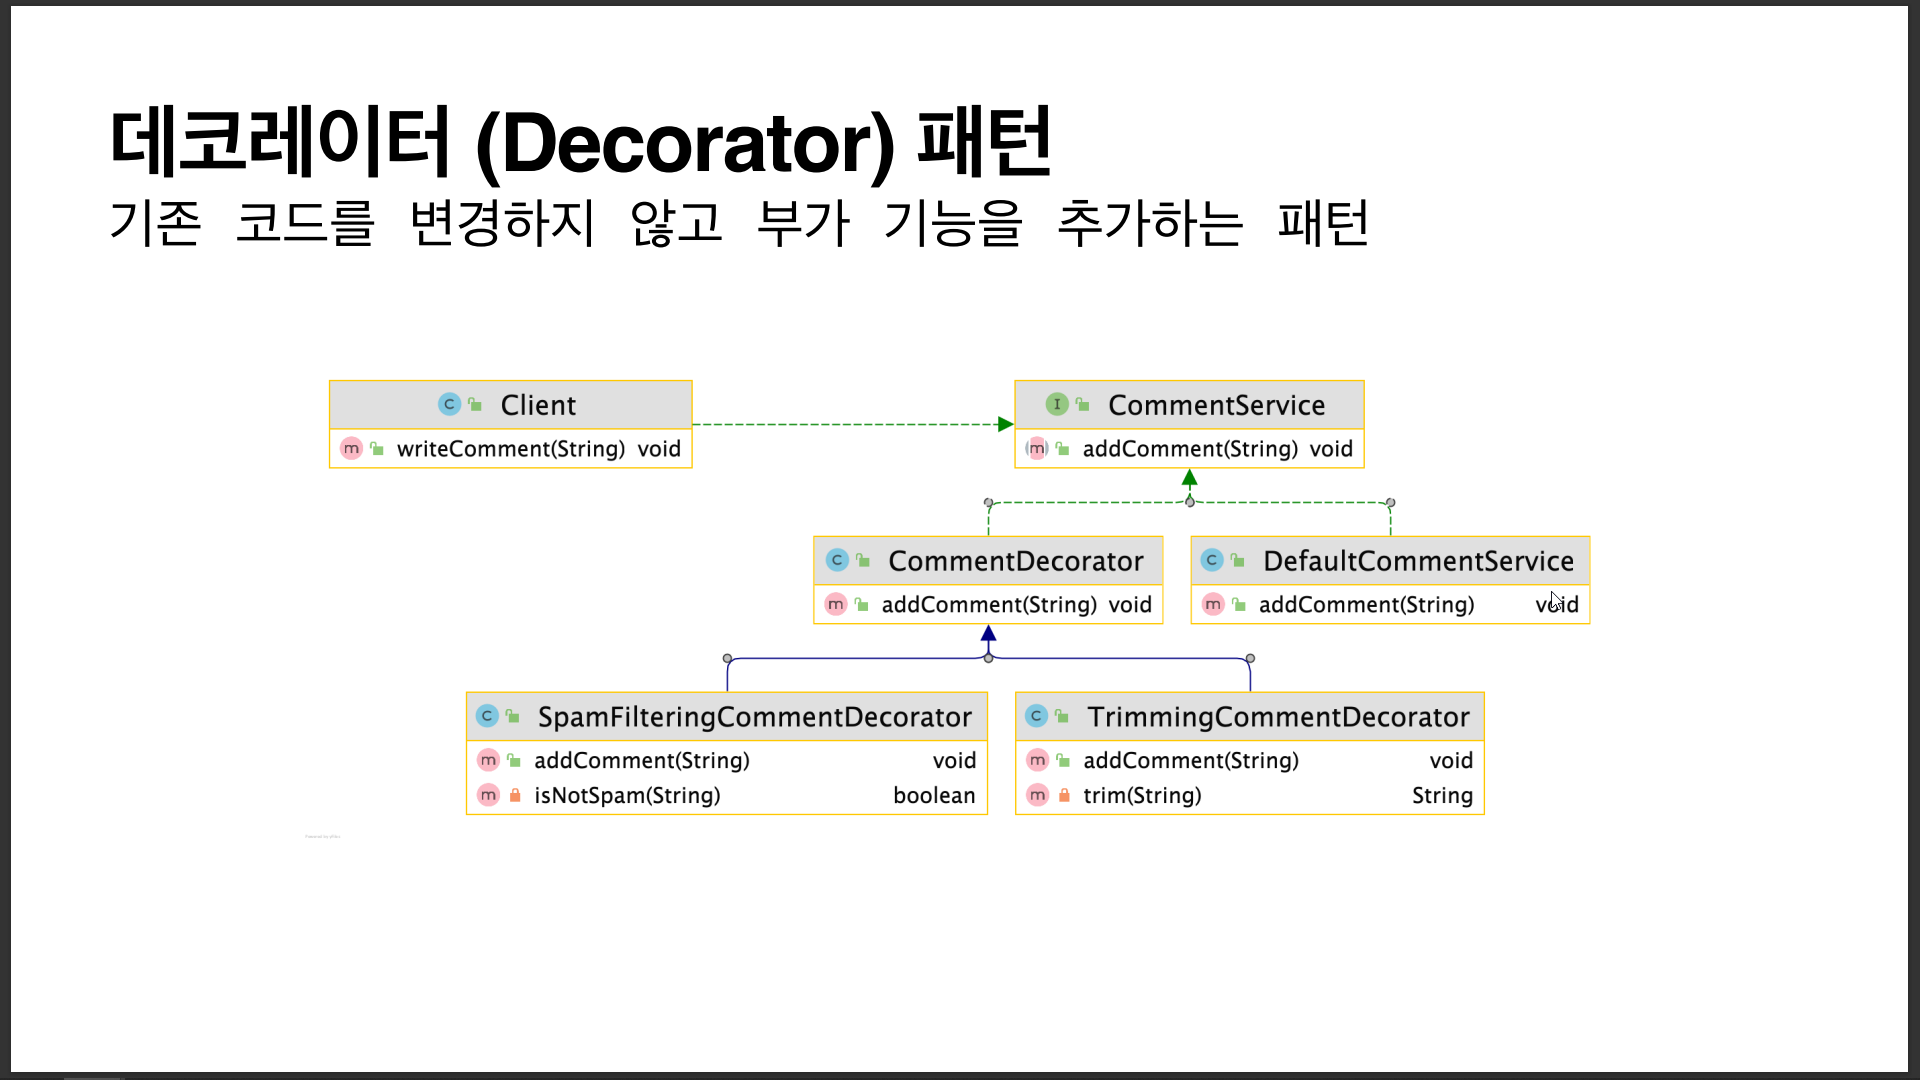 데코레이터 (Decorator) 패턴
기존 코드를 변경하지 않고 부가 기능을 추가하는 패턴
C Client
m writeComment(String) void
I CommentService
m addComment(String) void
C CommentDecorator
m addComment(String) void
C DefaultCommentService
m addComment(String) void
C SpamFilteringCommentDecorator
m addComment(String) void
m isNotSpam(String) boolean
C TrimmingCommentDecorator
m addComment(String) void
m trim(String) String
Powered by yFiles